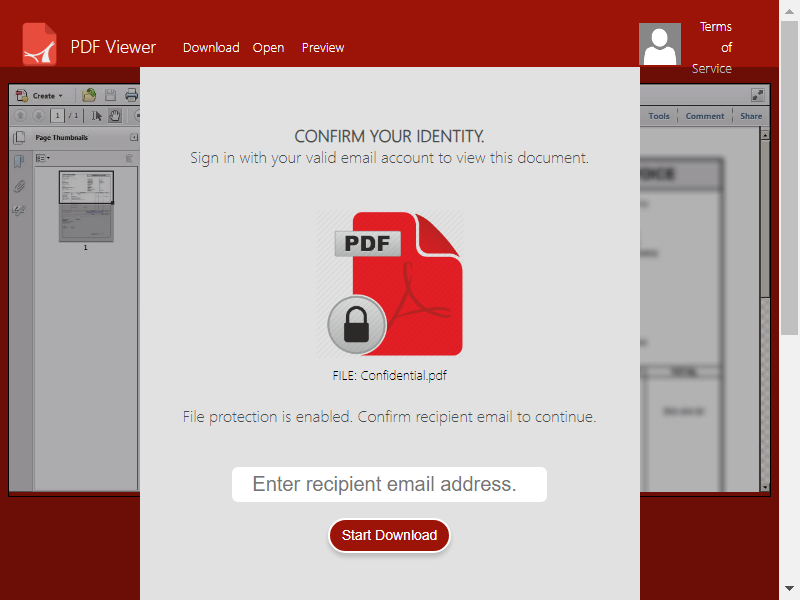 PDF Viewer
Download Open Preview
Terms
of
Service
Create
1 / 1
Tools Comment Share
Page Thumbnails
1
CONFIRM YOUR IDENTITY.
Sign in with your valid email account to view this document.
PDF
FILE: Confidential.pdf
File protection is enabled. Confirm recipient email to continue.
Enter recipient email address.
Start Download